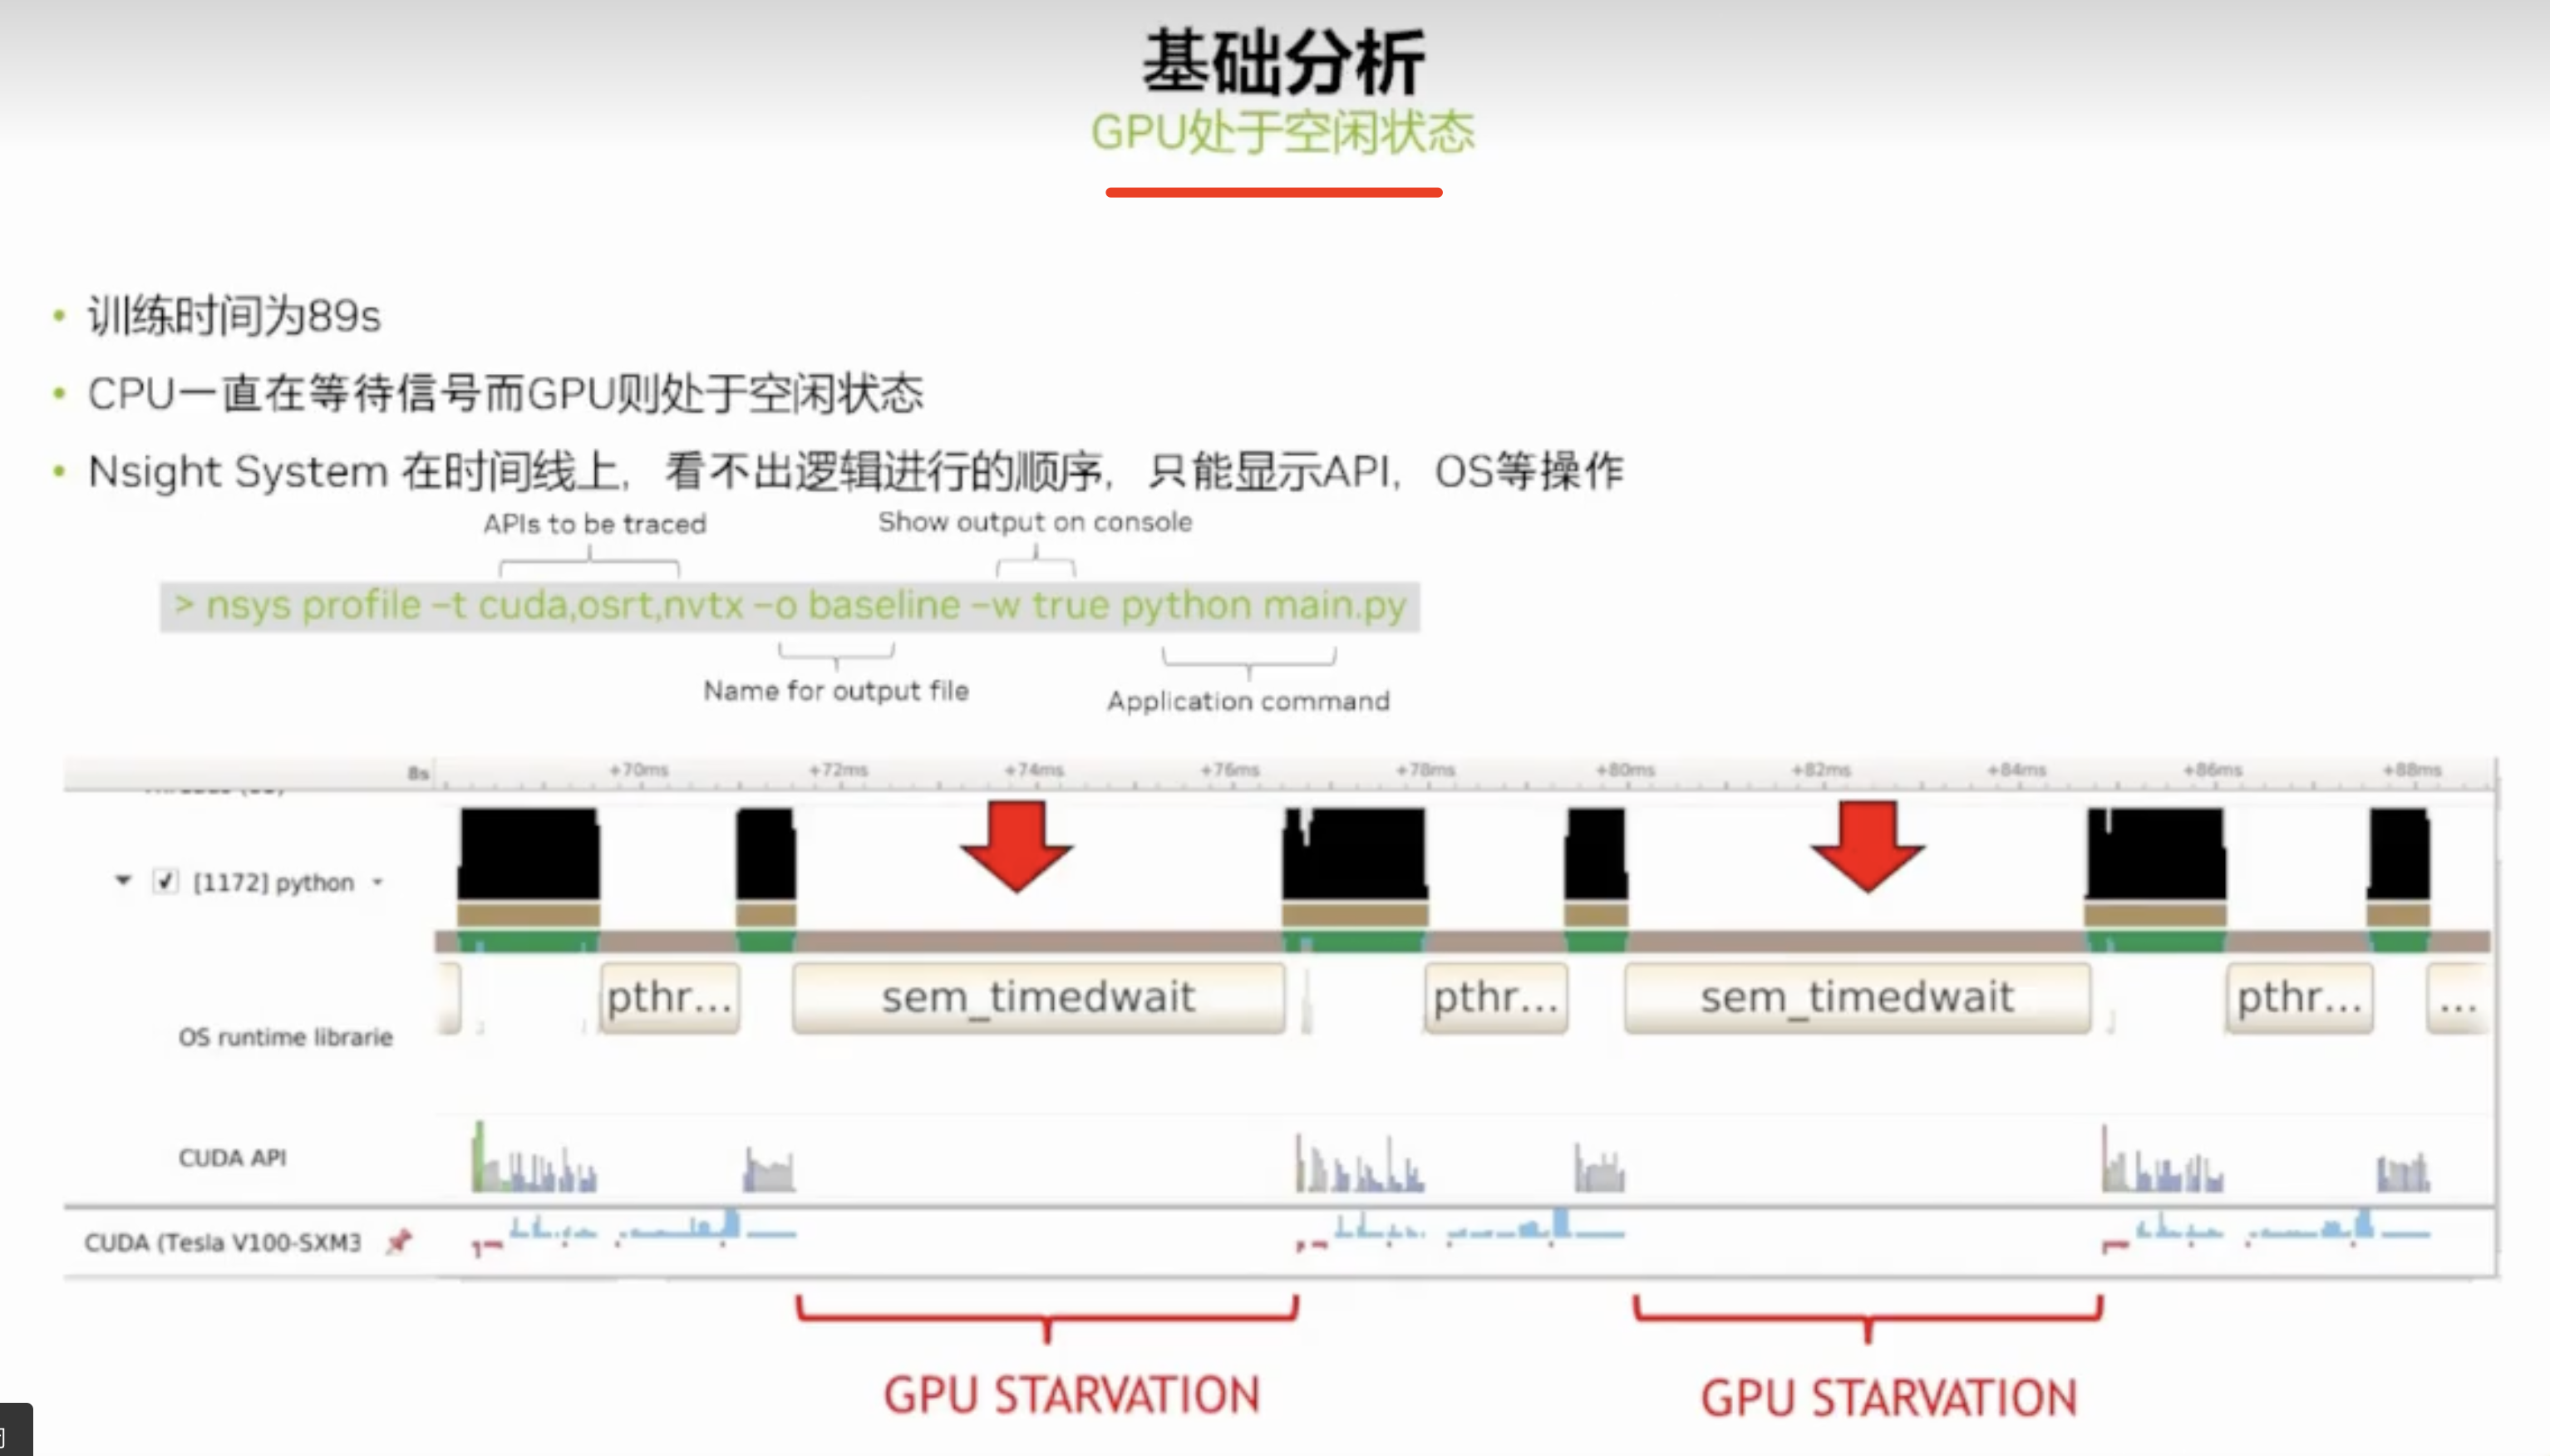 基础分析
GPU处于空闲状态
• 训练时间为89s
• CPU一直在等待信号而GPU则处于空闲状态
• Nsight System 在时间线上，看不出逻辑进行的顺序，只能显示API，OS等操作
APIs to be traced
Show output on console
> nsys profile –t cuda,osrt,nvtx –o baseline –w true python main.py
Name for output file
Application command
8s +70ms +72ms +74ms +76ms +78ms +80ms +82ms +84ms +86ms +88ms
[1172] python
pthr... sem_timedwait pthr... sem_timedwait pthr... ...
OS runtime librarie
CUDA API
CUDA (Tesla V100-SXM3
GPU STARVATION
GPU STARVATION